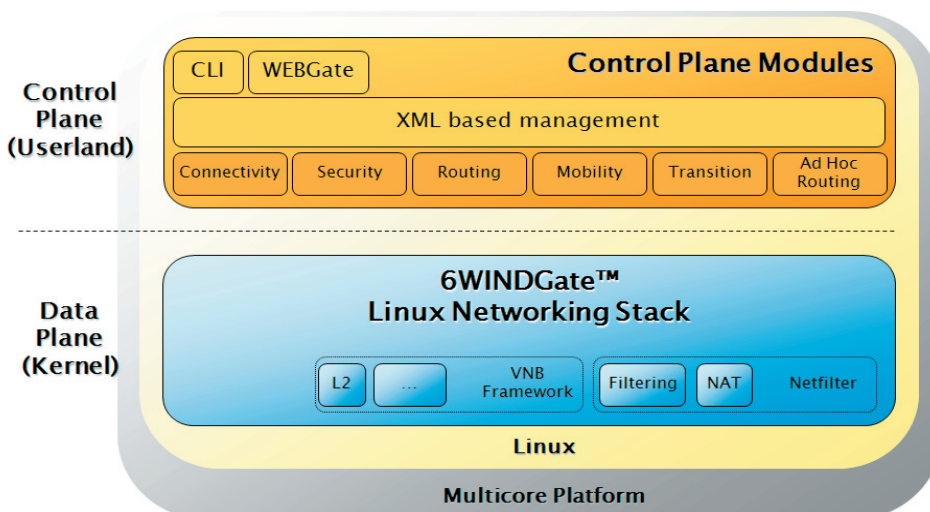 Control
Plane
(Userland)
CLI
WEBGate
Control Plane Modules
XML based management
Connectivity
Security
Routing
Mobility
Transition
Ad Hoc
Routing
Data
Plane
(Kernel)
6WINDGate™
Linux Networking Stack
L2
...
VNB
Framework
Filtering
NAT
Netfilter
Linux
Multicore Platform